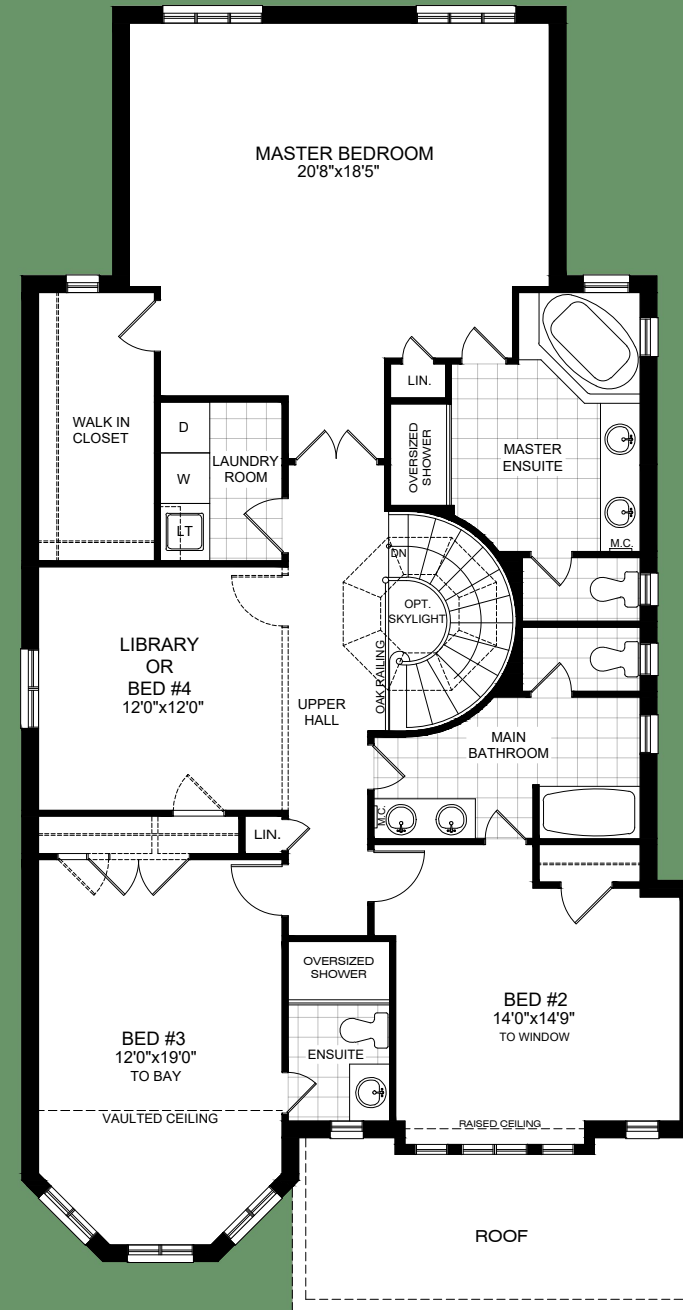 MASTER BEDROOM
20'8"x18'5"
LIN.
WALK IN
CLOSET
D
W
LT
LAUNDRY
ROOM
OVERSIZED
SHOWER
MASTER
ENSUITE
M.C.
DN
OPT.
SKYLIGHT
OAK RAILING
LIBRARY
OR
BED #4
12'0"x12'0"
UPPER
HALL
MAIN
BATHROOM
M.C.
LIN.
OVERSIZED
SHOWER
BED #2
14'0"x14'9"
TO WINDOW
BED #3
12'0"x19'0"
TO BAY
ENSUITE
VAULTED CEILING
RAISED CEILING
ROOF